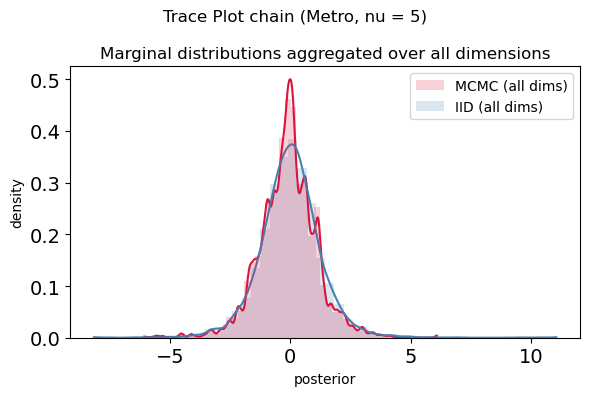 Trace Plot chain (Metro, nu = 5)
Marginal distributions aggregated over all dimensions
MCMC (all dims)
IID (all dims)
density
0.5
0.4
0.3
0.2
0.1
0.0
−5
0
5
10
posterior